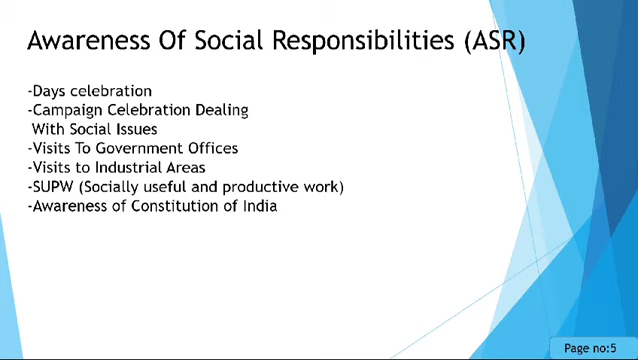 Awareness Of Social Responsibilities (ASR)
-Days celebration
-Campaign Celebration Dealing
With Social Issues
-Visits To Government Offices
-Visits to Industrial Areas
-SUPW (Socially useful and productive work)
-Awareness of Constitution of India
Page no:5